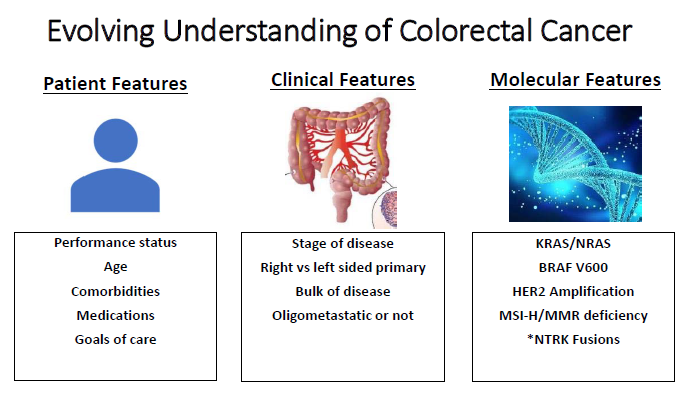 Evolving Understanding of Colorectal Cancer
Patient Features
Clinical Features
Molecular Features
Performance status
Age
Comorbidities
Medications
Goals of care
Stage of disease
Right vs left sided primary
Bulk of disease
Oligometastatic or not
KRAS/NRAS
BRAF V600
HER2 Amplification
MSI-H/MMR deficiency
*NTRK Fusions